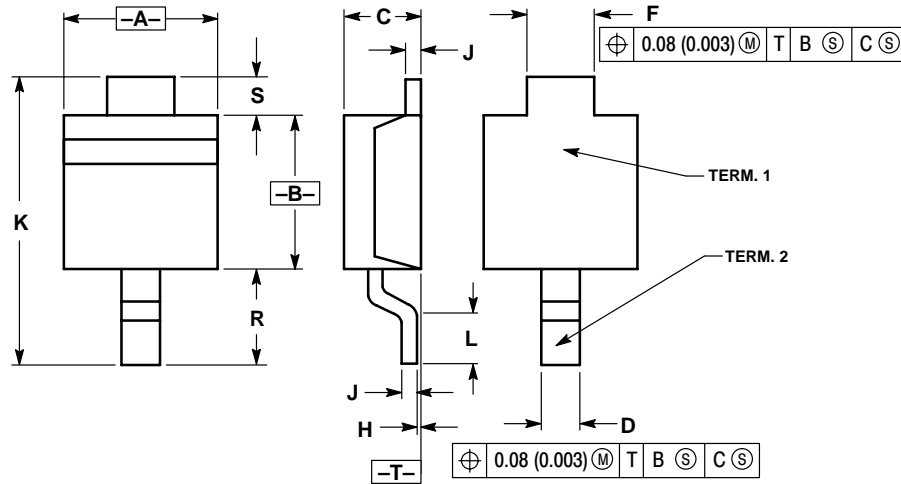 –A–
C
F
J
⌖ 0.08 (0.003) Ⓜ T B Ⓢ C Ⓢ
S
K
–B–
TERM. 1
TERM. 2
R
L
J
H
D
–T–
⌖ 0.08 (0.003) Ⓜ T B Ⓢ C Ⓢ